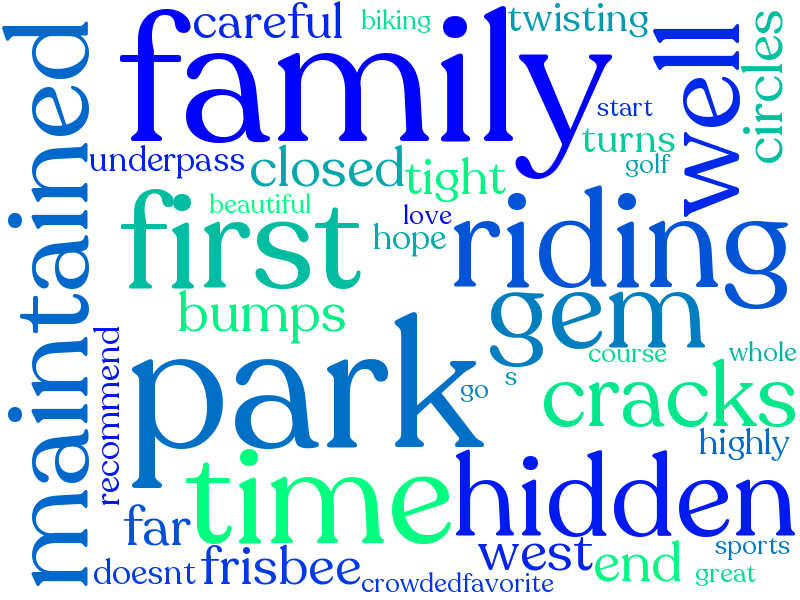 careful
biking
twisting
family
well
circles
maintained
start
turns
underpass
closed
tight
golf
beautiful
love
first
hope
riding
bumps
gem
recommend
park
course
whole
go
s
cracks
highly
time
hidden
far
west
sports
doesnt
frisbee
end
great
crowded
favorite